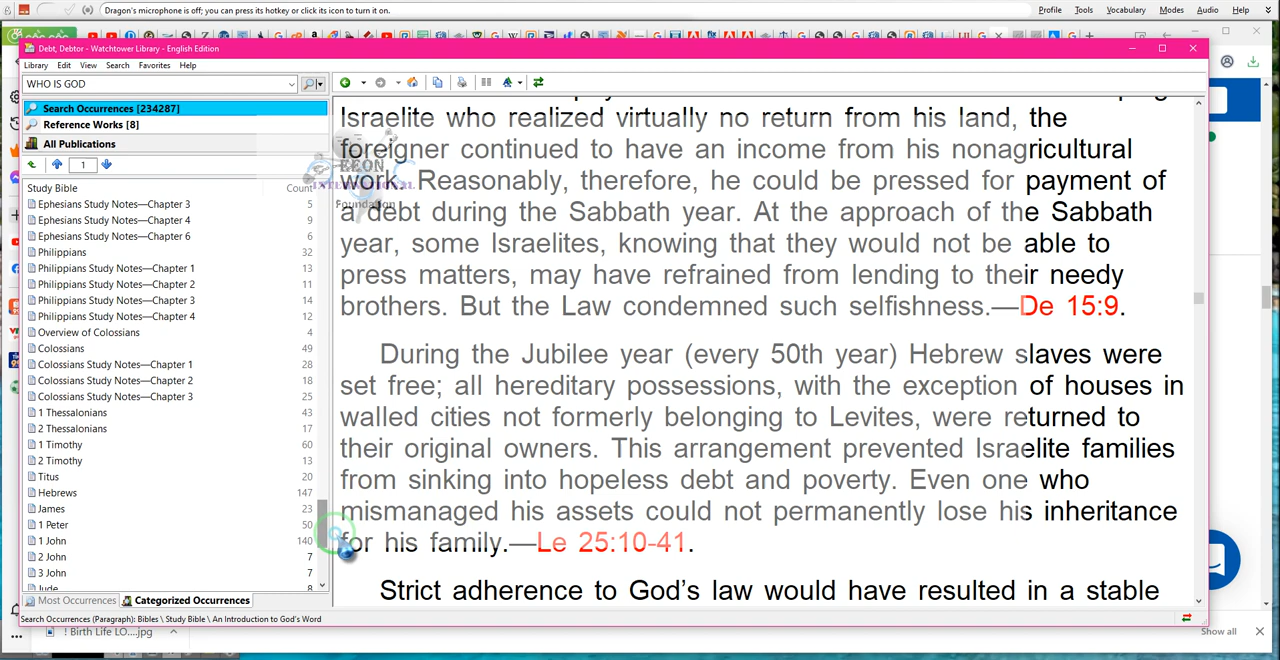 Dragon's microphone is off; you can press its hotkey or click its icon to turn it on.
Profile Tools Vocabulary Modes Audio Help
Debt, Debtor - Watchtower Library - English Edition
Library Edit View Search Favorites Help
WHO IS GOD
Search Occurrences [234287]
Reference Works [8]
All Publications
1
Study Bible Count
Ephesians Study Notes—Chapter 3 5
Ephesians Study Notes—Chapter 4 9
Ephesians Study Notes—Chapter 6 6
Philippians 32
Philippians Study Notes—Chapter 1 13
Philippians Study Notes—Chapter 2 11
Philippians Study Notes—Chapter 3 14
Philippians Study Notes—Chapter 4 12
Overview of Colossians 4
Colossians 49
Colossians Study Notes—Chapter 1 28
Colossians Study Notes—Chapter 2 18
Colossians Study Notes—Chapter 3 25
1 Thessalonians 43
2 Thessalonians 17
1 Timothy 60
2 Timothy 13
Titus 20
Hebrews 147
James 23
1 Peter 50
1 John 140
2 John 7
3 John 7
Jude 8
Most Occurrences Categorized Occurrences
Israelite who realized virtually no return from his land, the
foreigner continued to have an income from his nonagricultural
work. Reasonably, therefore, he could be pressed for payment of
a debt during the Sabbath year. At the approach of the Sabbath
year, some Israelites, knowing that they would not be able to
press matters, may have refrained from lending to their needy
brothers. But the Law condemned such selfishness.—De 15:9.
During the Jubilee year (every 50th year) Hebrew slaves were
set free; all hereditary possessions, with the exception of houses in
walled cities not formerly belonging to Levites, were returned to
their original owners. This arrangement prevented Israelite families
from sinking into hopeless debt and poverty. Even one who
mismanaged his assets could not permanently lose his inheritance
for his family.—Le 25:10-41.
Strict adherence to God's law would have resulted in a stable
INTERNATIONAL
Foundation
Search Occurrences (Paragraph): Bibles \ Study Bible \ An Introduction to God's Word
! Birth Life LO....jpg
Show all